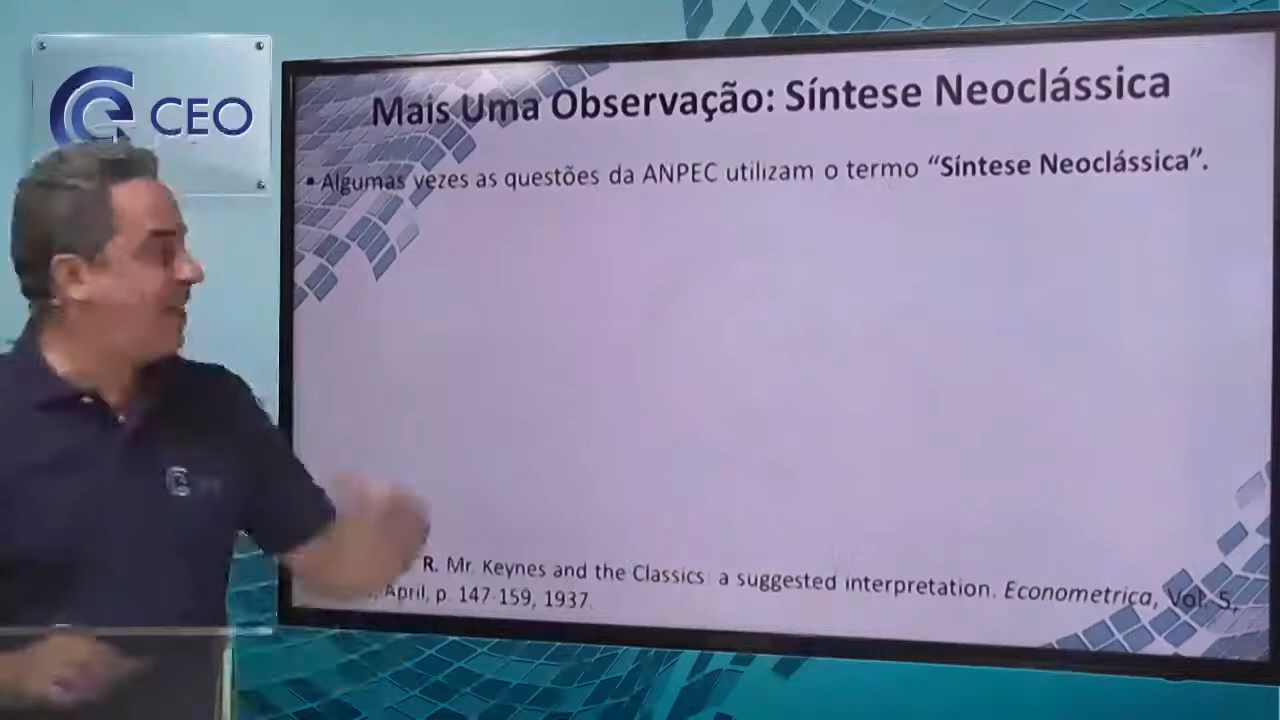 CEO
Mais Uma Observação: Síntese Neoclássica
▪ Algumas vezes as questões da ANPEC utilizam o termo “Síntese Neoclássica”.
R. Mr. Keynes and the Classics a suggested interpretation. Econometrica, Vol. 5,
April, p. 147-159, 1937.